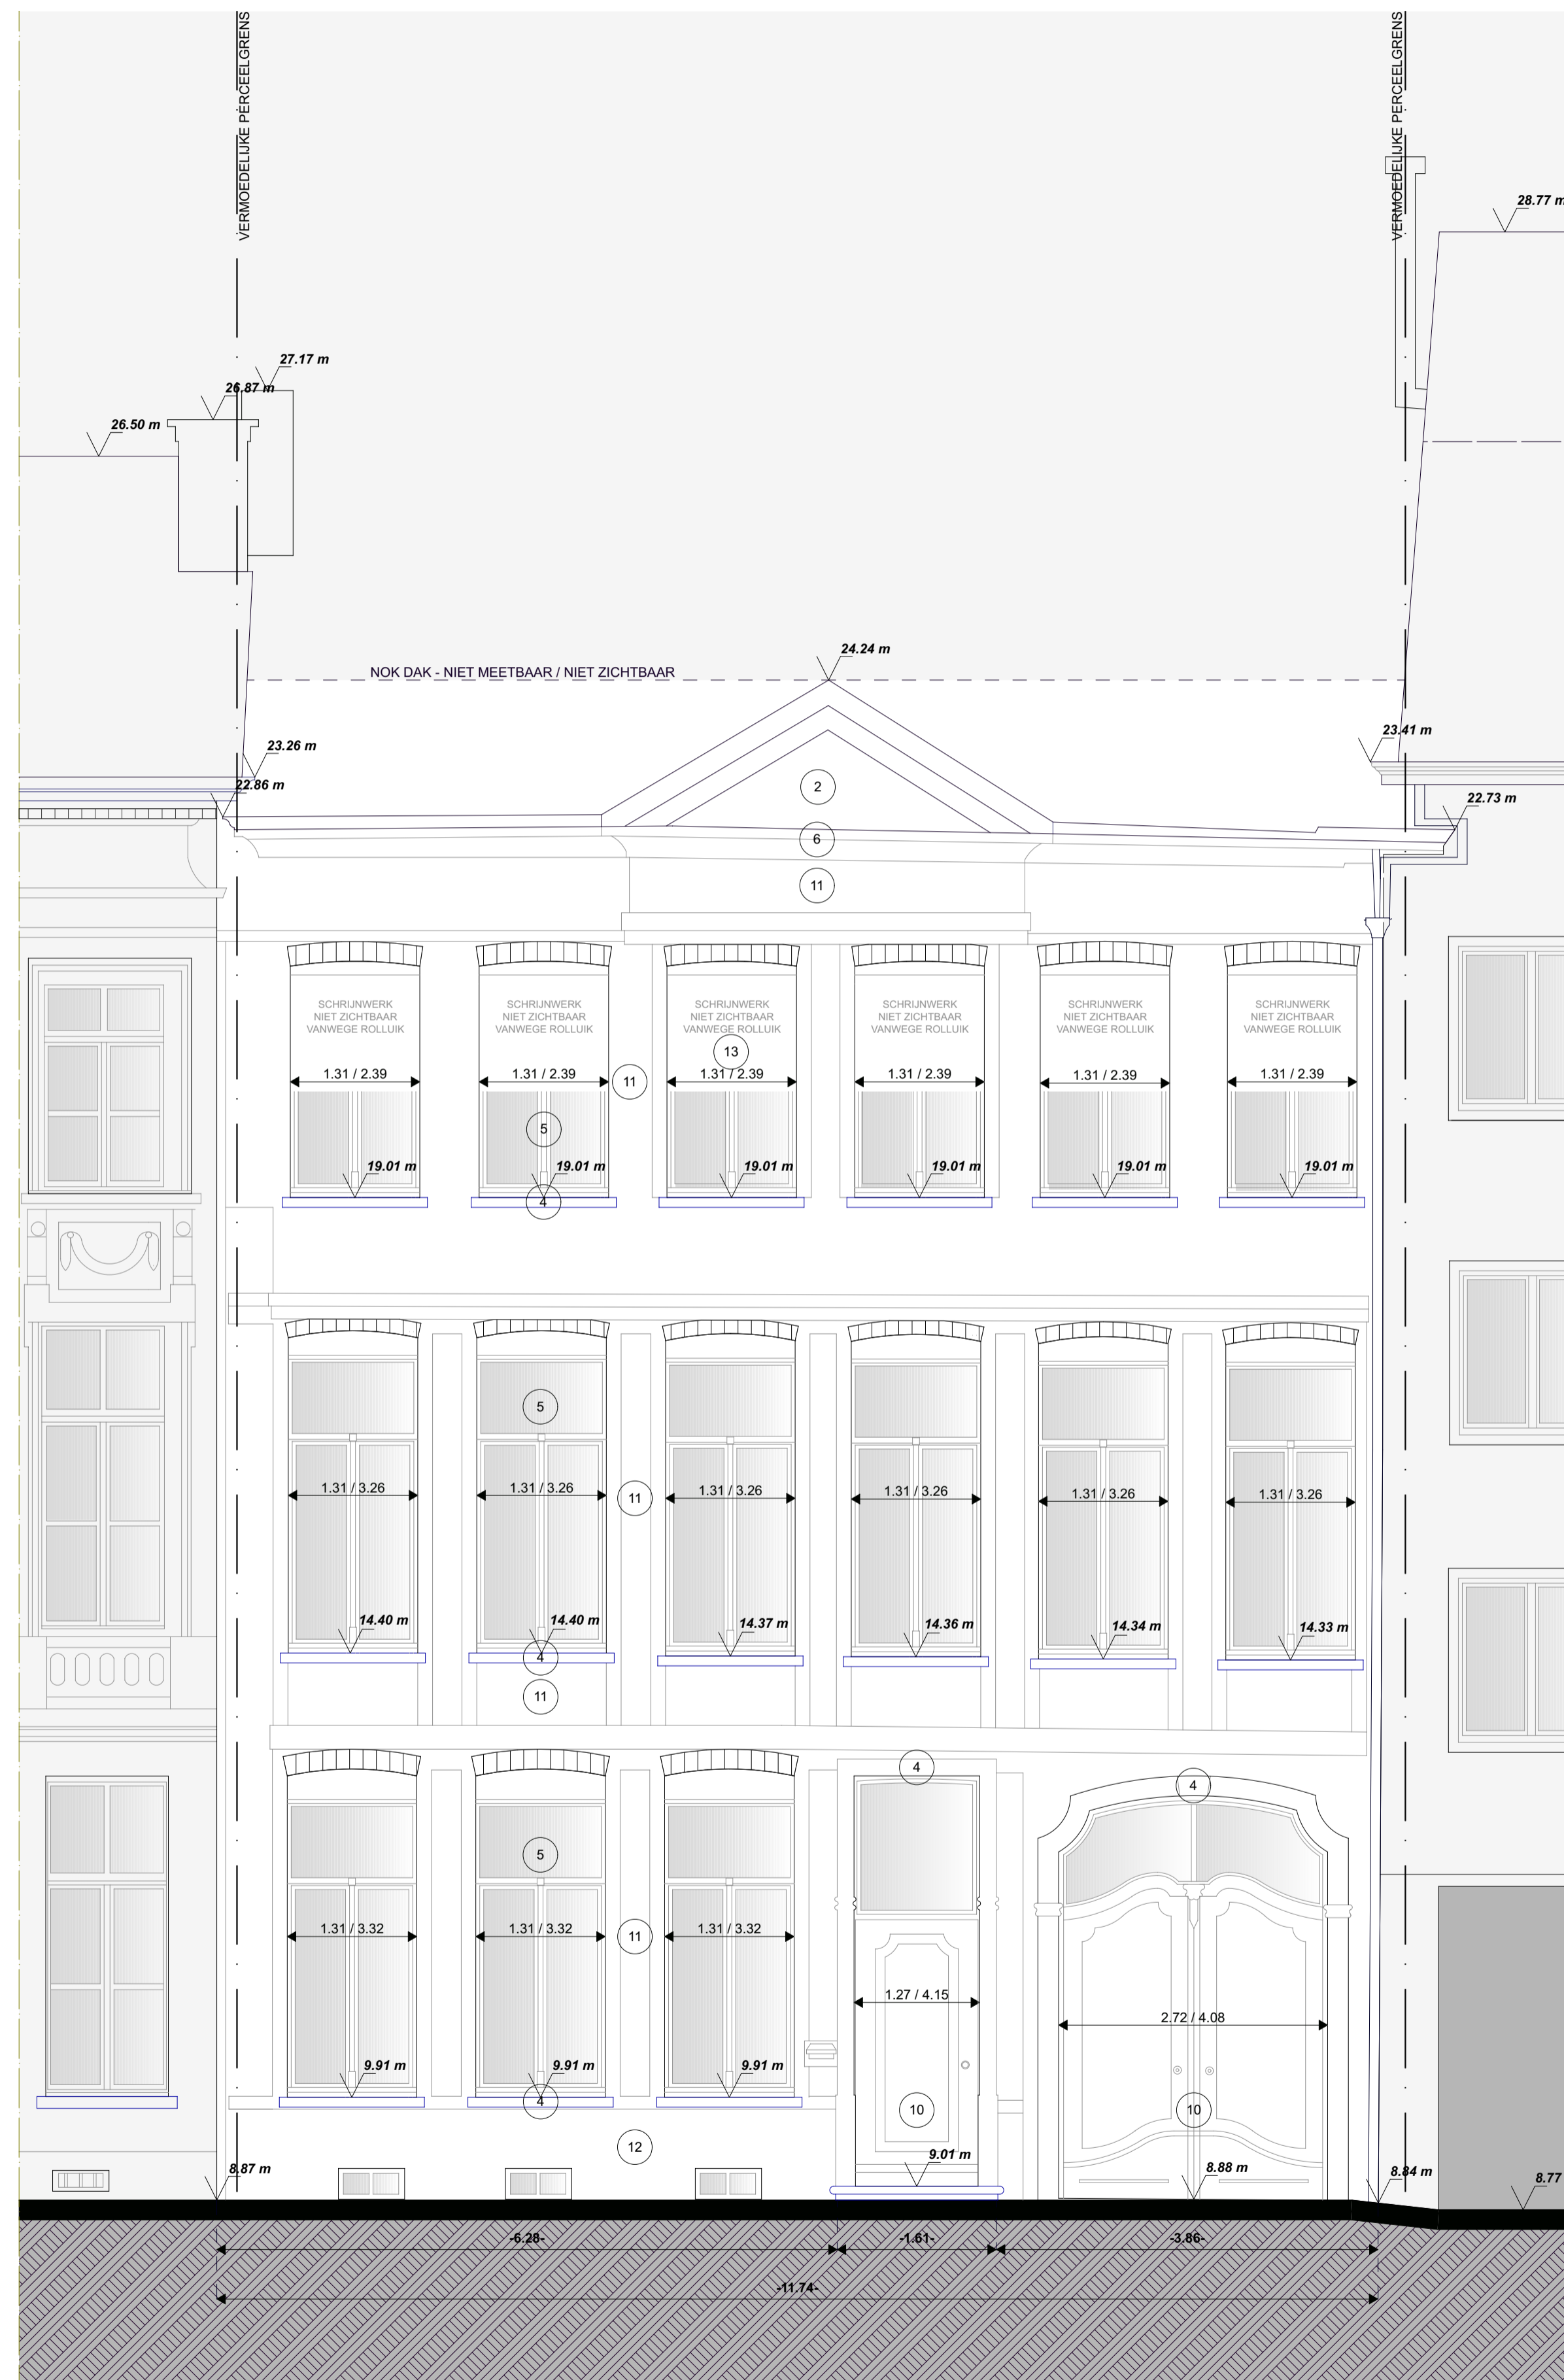 VERMOEDELIJKE PERCEELGRENS
VERMOEDELIJKE PERCEELGRENS
28.77 m
27.17 m
26.87 m
26.50 m
24.24 m
NOK DAK - NIET MEETBAAR / NIET ZICHTBAAR
23.41 m
23.26 m
22.86 m
2
22.73 m
6
11
SCHRIJNWERK
NIET ZICHTBAAR
VANWEGE ROLLUIK
SCHRIJNWERK
NIET ZICHTBAAR
VANWEGE ROLLUIK
SCHRIJNWERK
NIET ZICHTBAAR
VANWEGE ROLLUIK
SCHRIJNWERK
NIET ZICHTBAAR
VANWEGE ROLLUIK
SCHRIJNWERK
NIET ZICHTBAAR
VANWEGE ROLLUIK
SCHRIJNWERK
NIET ZICHTBAAR
VANWEGE ROLLUIK
13
1.31 / 2.39
1.31 / 2.39
11
1.31 / 2.39
1.31 / 2.39
1.31 / 2.39
1.31 / 2.39
5
19.01 m
19.01 m
19.01 m
19.01 m
19.01 m
19.01 m
4
5
1.31 / 3.26
1.31 / 3.26
11
1.31 / 3.26
1.31 / 3.26
1.31 / 3.26
1.31 / 3.26
14.40 m
14.40 m
14.37 m
14.36 m
14.34 m
14.33 m
4
11
4
4
5
1.31 / 3.32
1.31 / 3.32
11
1.31 / 3.32
1.27 / 4.15
2.72 / 4.08
9.91 m
9.91 m
9.91 m
4
10
10
12
9.01 m
8.87 m
8.88 m
8.84 m
8.77
-6.28-
-1.61-
-3.86-
-11.74-